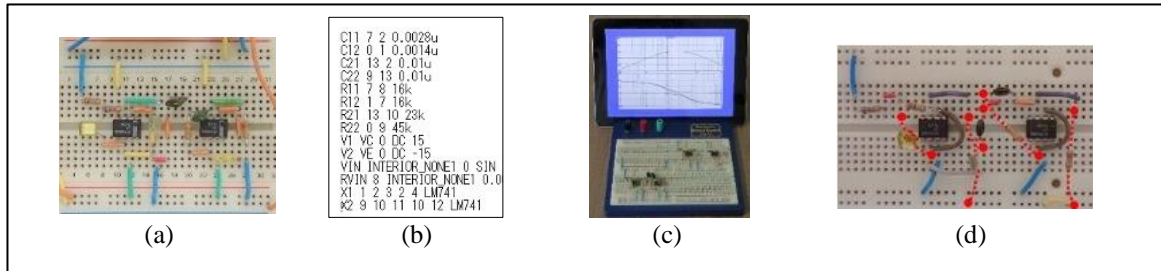 C11 7 2 0.0028u
C12 0 1 0.0014u
C21 13 2 0.01u
C22 9 13 0.01u
R11 7 8 16k
R12 1 7 16k
R21 13 10 23k
R22 0 9 45k
V1 VC 0 DC 15
V2 VE 0 DC -15
VIN INTERIOR_NONE1 0 SIN
RVIN 8 INTERIOR_NONE1 0.0
X1 1 2 3 2 4 LM741
X2 9 10 11 10 12 LM741
(a)
(b)
(c)
(d)